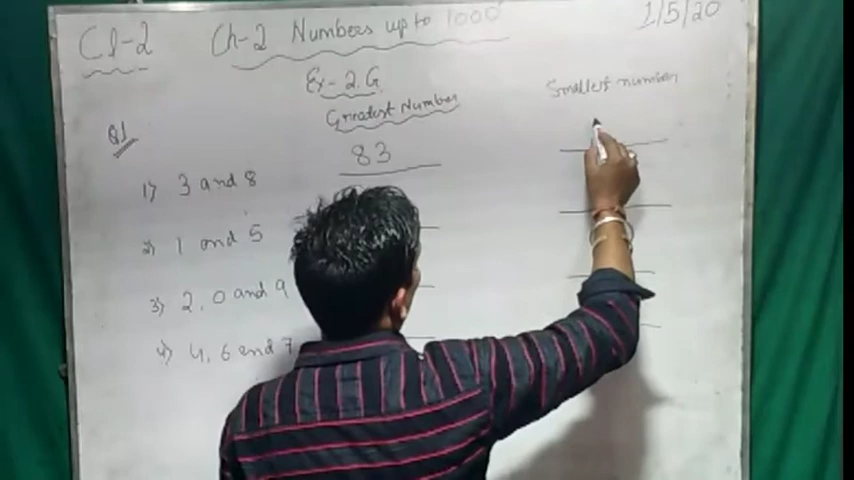 Cl-2 Ch-2 Numbers up to 1000 1/5/20
Ex-2.G
Greatest Number Smallest number
Q1
83
1) 3 and 8
2) 1 and 5
3) 2, 0 and 9
4) 4, 6 and 7